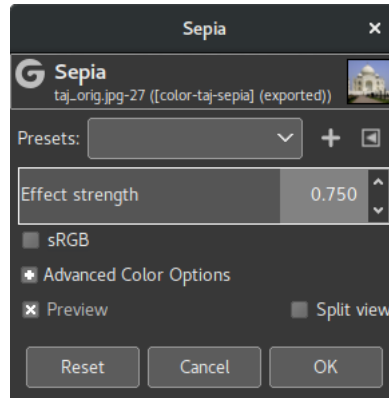 Sepia
Sepia
taj_orig.jpg-27 ([color-taj-sepia] (exported))
Presets:
Effect strength 0.750
sRGB
Advanced Color Options
Preview Split view
Reset Cancel OK